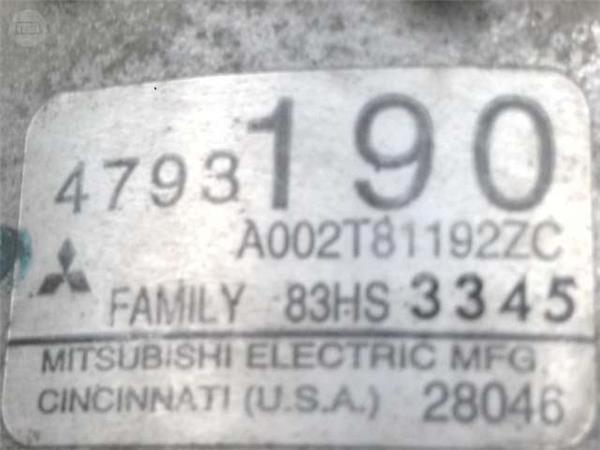 4793190
A002T81192ZC
FAMILY 83HS 3345
MITSUBISHI ELECTRIC MFG.
CINCINNATI (U.S.A.) 28046